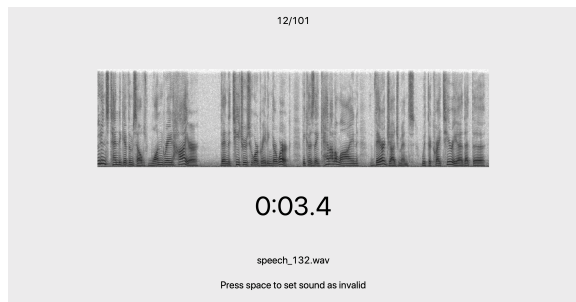 12/101
0:03.4
speech_132.wav
Press space to set sound as invalid